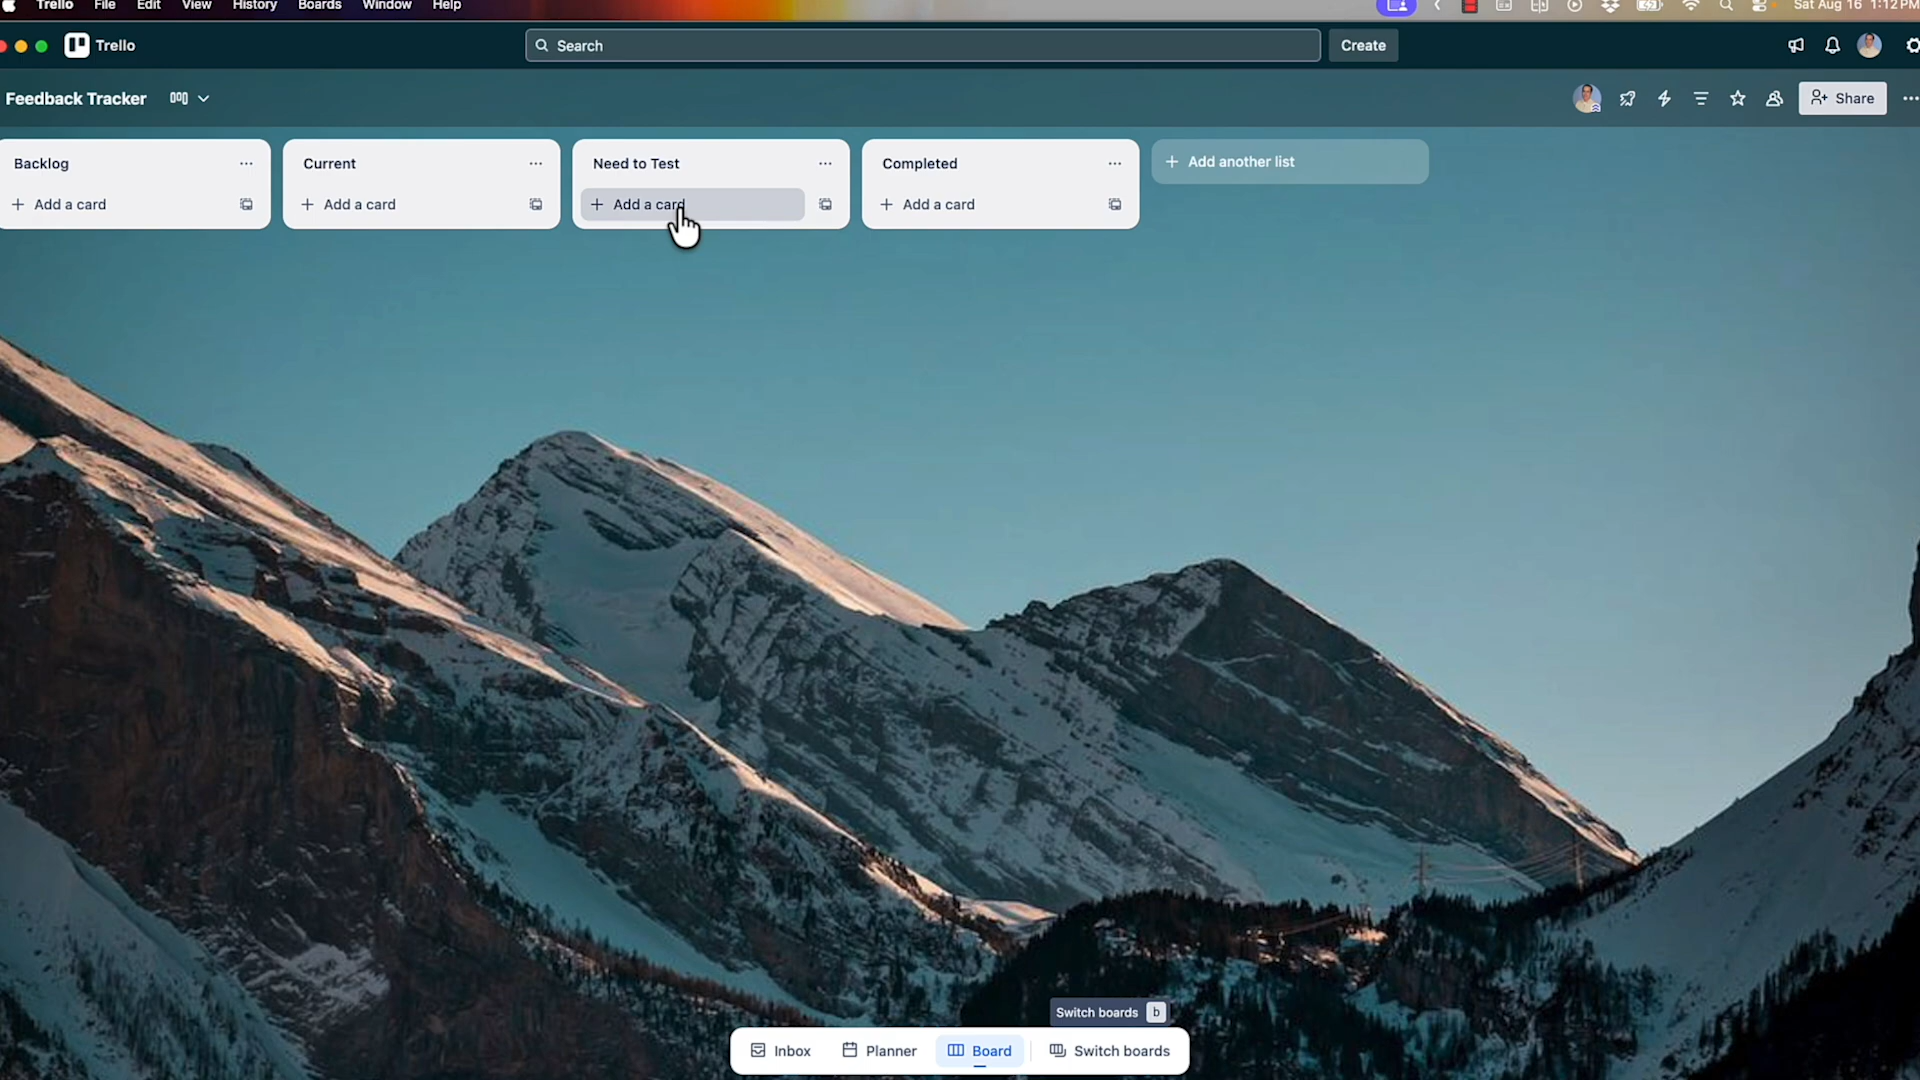 Trello File Edit View History Boards Window Help Sat Aug 16 1:12PM
Trello Search Create
Feedback Tracker Share
Backlog Current Need to Test Completed Add another list
Add a card Add a card Add a card Add a card
Switch boards b
Inbox Planner Board Switch boards